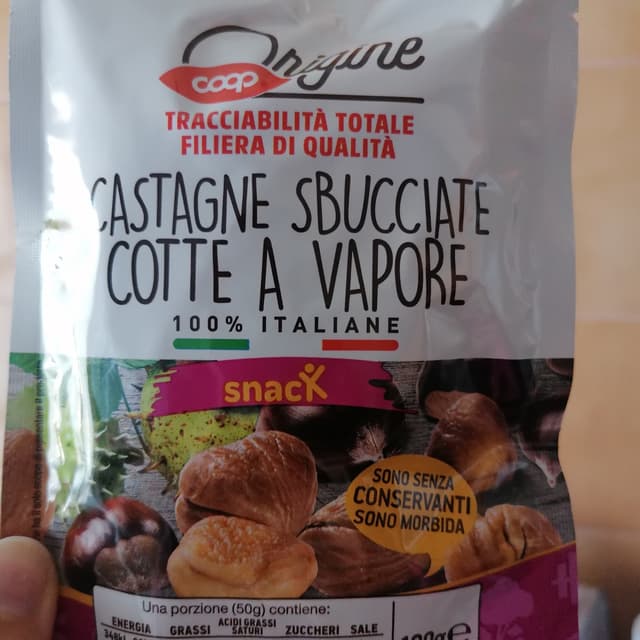 Origine
coop
TRACCIABILITÀ TOTALE
FILIERA DI QUALITÀ
CASTAGNE SBUCCIATE
COTTE A VAPORE
100% ITALIANE
snack
SONO SENZA
CONSERVANTI
SONO MORBIDA
Una porzione (50g) contiene:
ENERGIA GRASSI ACIDI GRASSI SATURI ZUCCHERI SALE